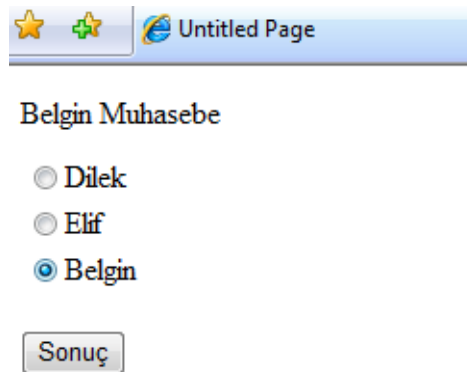 Untitled Page
Belgin Muhasebe
Dilek
Elif
Belgin
Sonuç